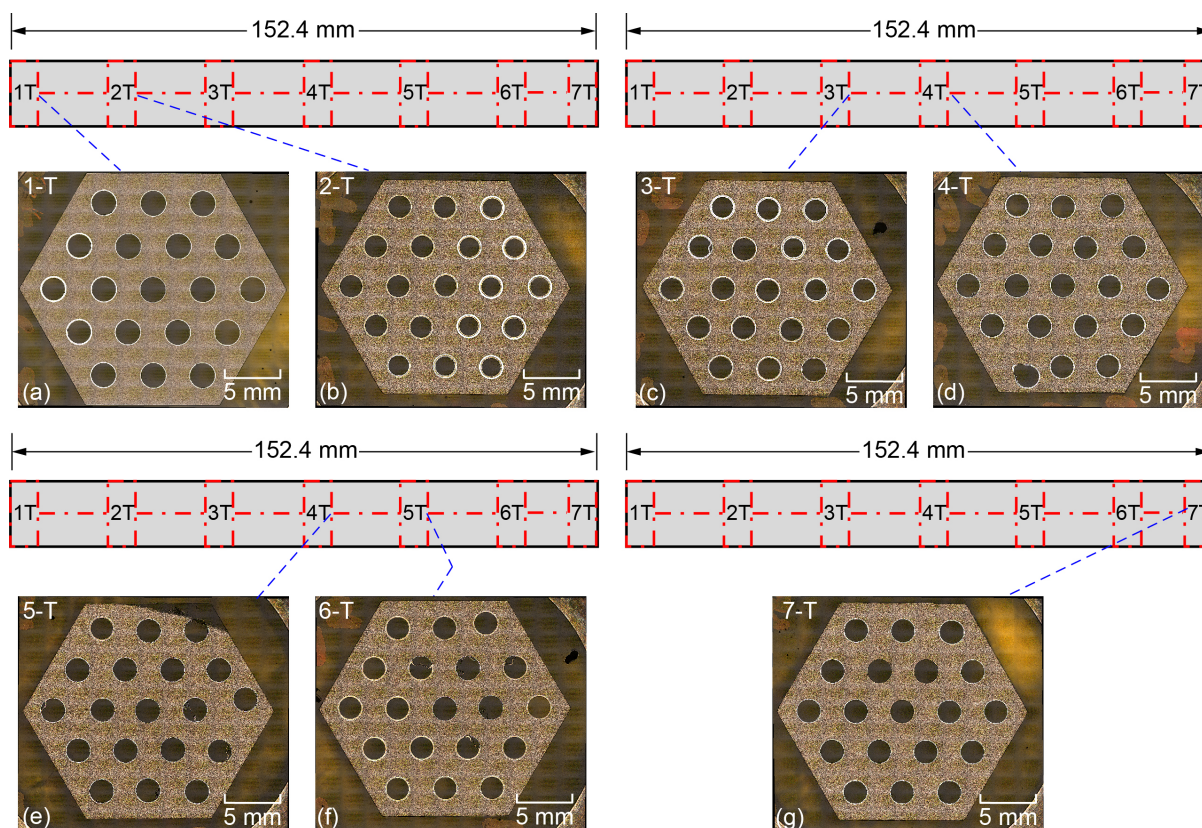 152.4 mm 152.4 mm
1T 2T 3T 4T 5T 6T 7T 1T 2T 3T 4T 5T 6T 7T
1-T 2-T 3-T 4-T
(a) 5 mm (b) 5 mm (c) 5 mm (d) 5 mm
152.4 mm 152.4 mm
1T 2T 3T 4T 5T 6T 7T 1T 2T 3T 4T 5T 6T 7T
5-T 6-T 7-T
(e) 5 mm (f) 5 mm (g) 5 mm